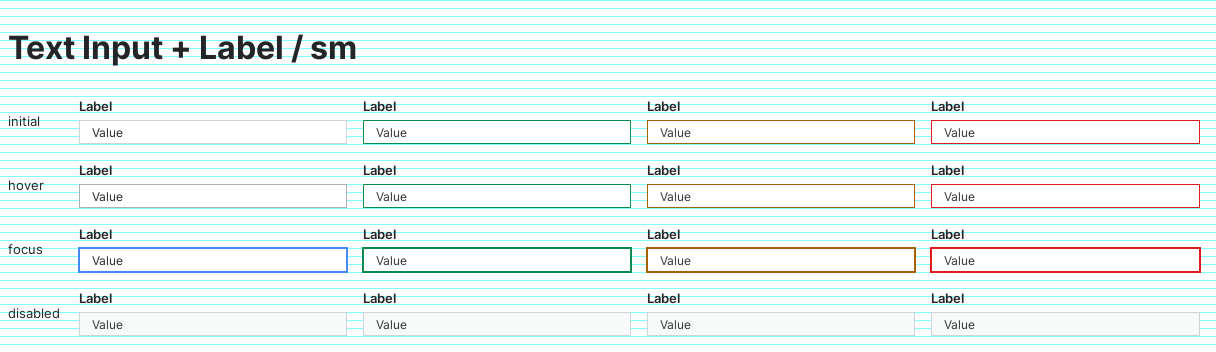 Text Input + Label / sm
Label Label Label Label
initial Value Value Value Value
Label Label Label Label
hover Value Value Value Value
Label Label Label Label
focus Value Value Value Value
Label Label Label Label
disabled Value Value Value Value